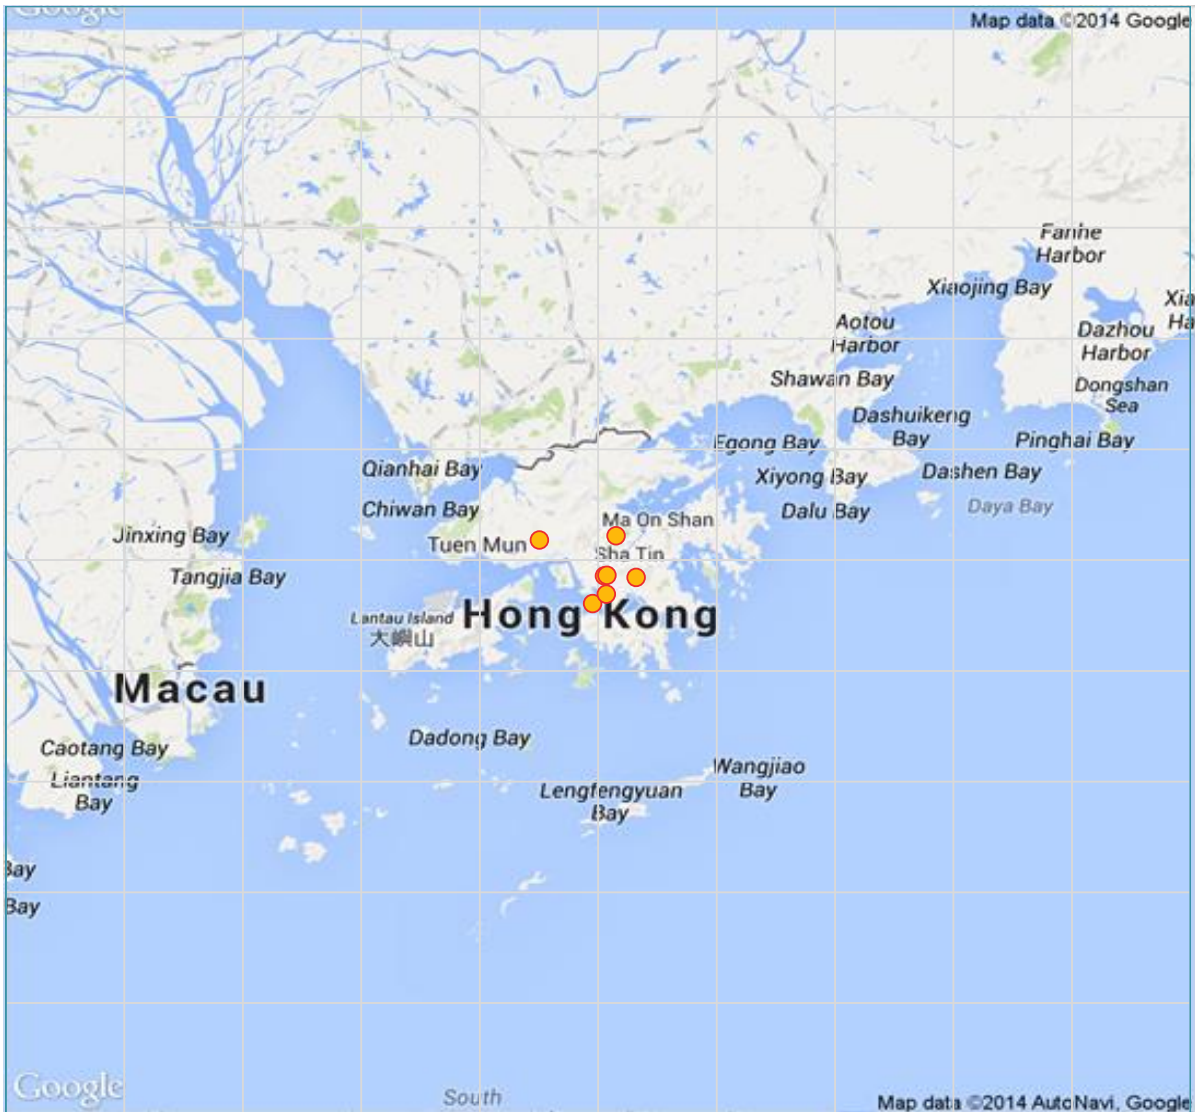 Google
Map data ©2014 Google
Fanhe
Harbor
Xiaojing Bay
Xia
Ha
Aotou
Harbor
Dazhou
Harbor
Shawan Bay
Dongshan
Sea
Dashuikeng
Bay
Egong Bay
Pinghai Bay
Qianhai Bay
Xiyong Bay
Dashen Bay
Chiwan Bay
Dalu Bay
Daya Bay
Ma On Shan
Jinxing Bay
Tuen Mun
Sha Tin
Tangjia Bay
Lantau Island
大嶼山
Hong Kong
Macau
Dadong Bay
Caotang Bay
Wangjiao
Bay
Liantang
Bay
Lengfengyuan
Bay
Bay
Bay
Google
South
Map data ©2014 AutoNavi, Google